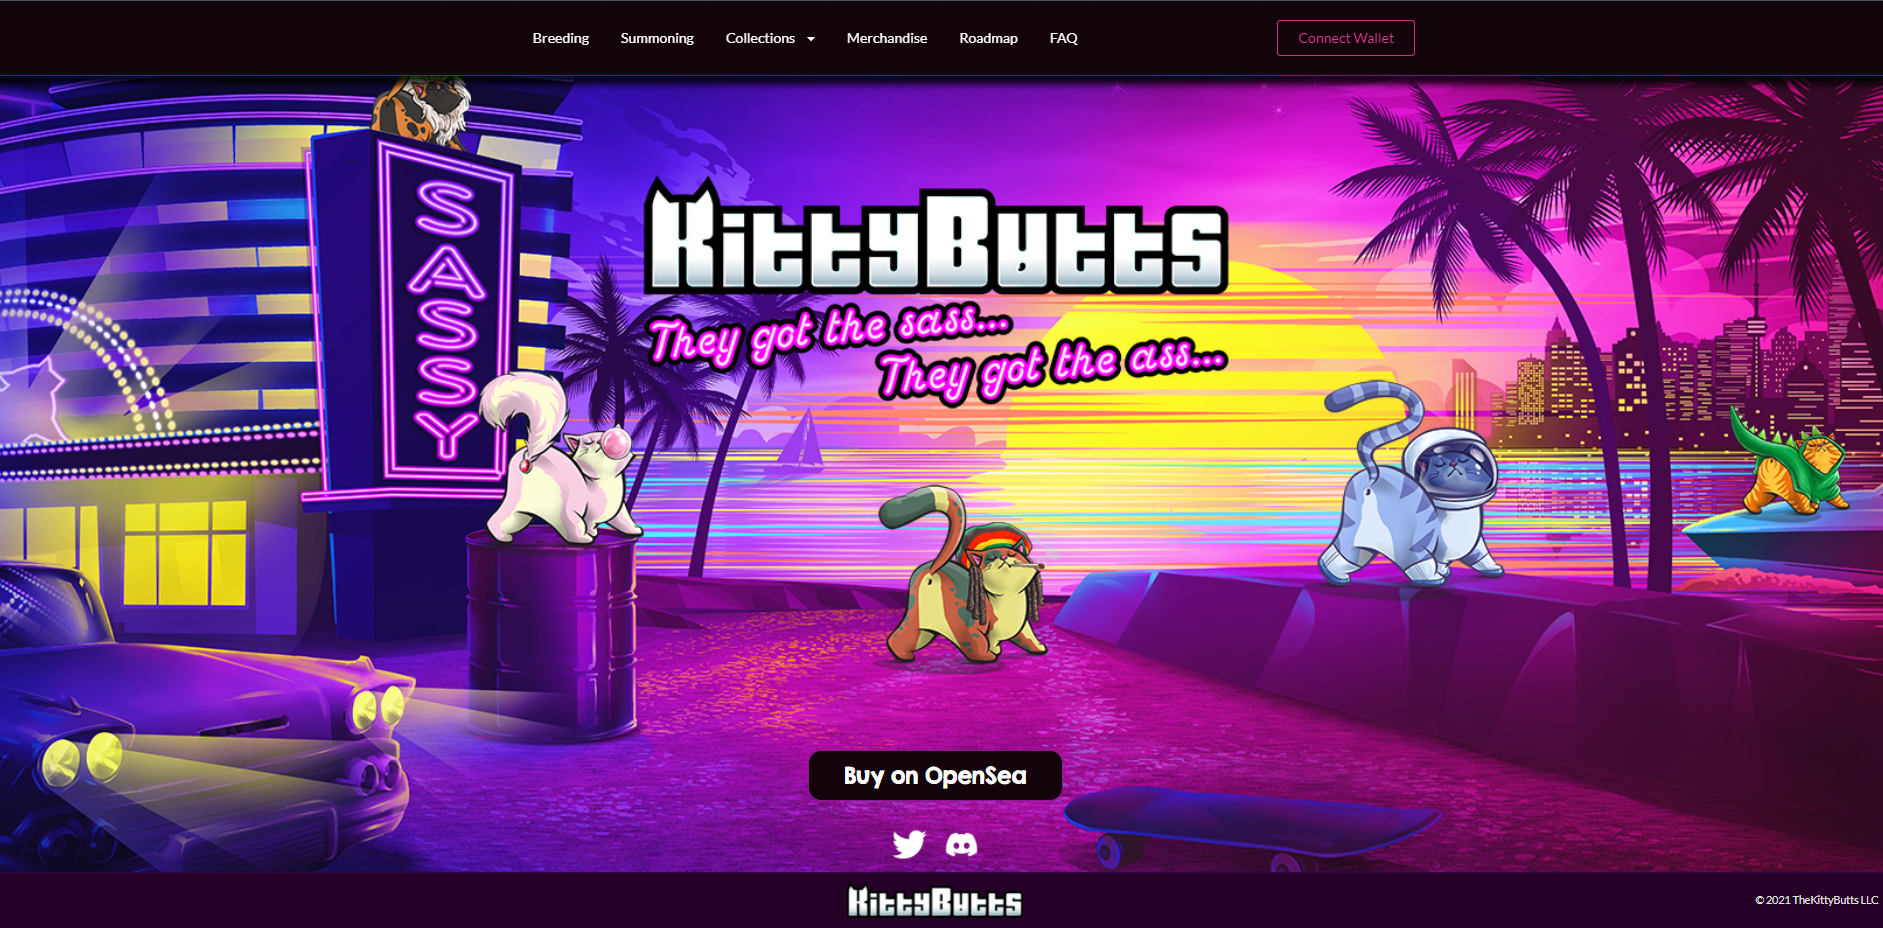 Breeding Summoning Collections Merchandise Roadmap FAQ Connect Wallet
SASSY
KittyButts
They got the sass...
They got the ass...
Buy on OpenSea
KittyButts
© 2021 TheKittyButts LLC